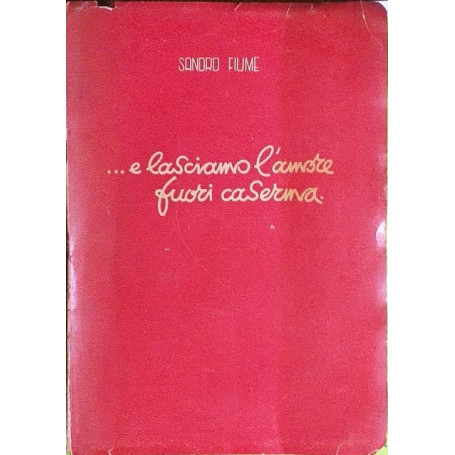 SANDRO FIUME
...e lasciamo l'amore
fuori caserma.